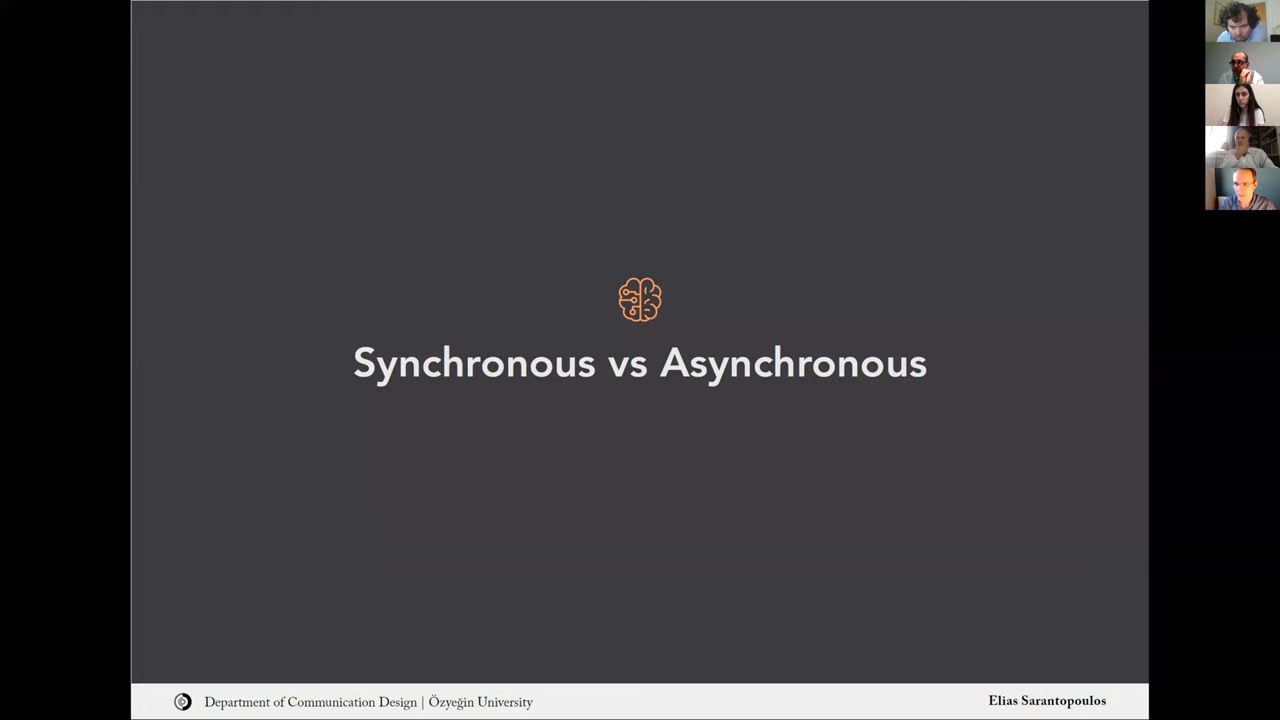 Synchronous vs Asynchronous
Department of Communication Design | Özyeğin University
Elias Sarantopoulos